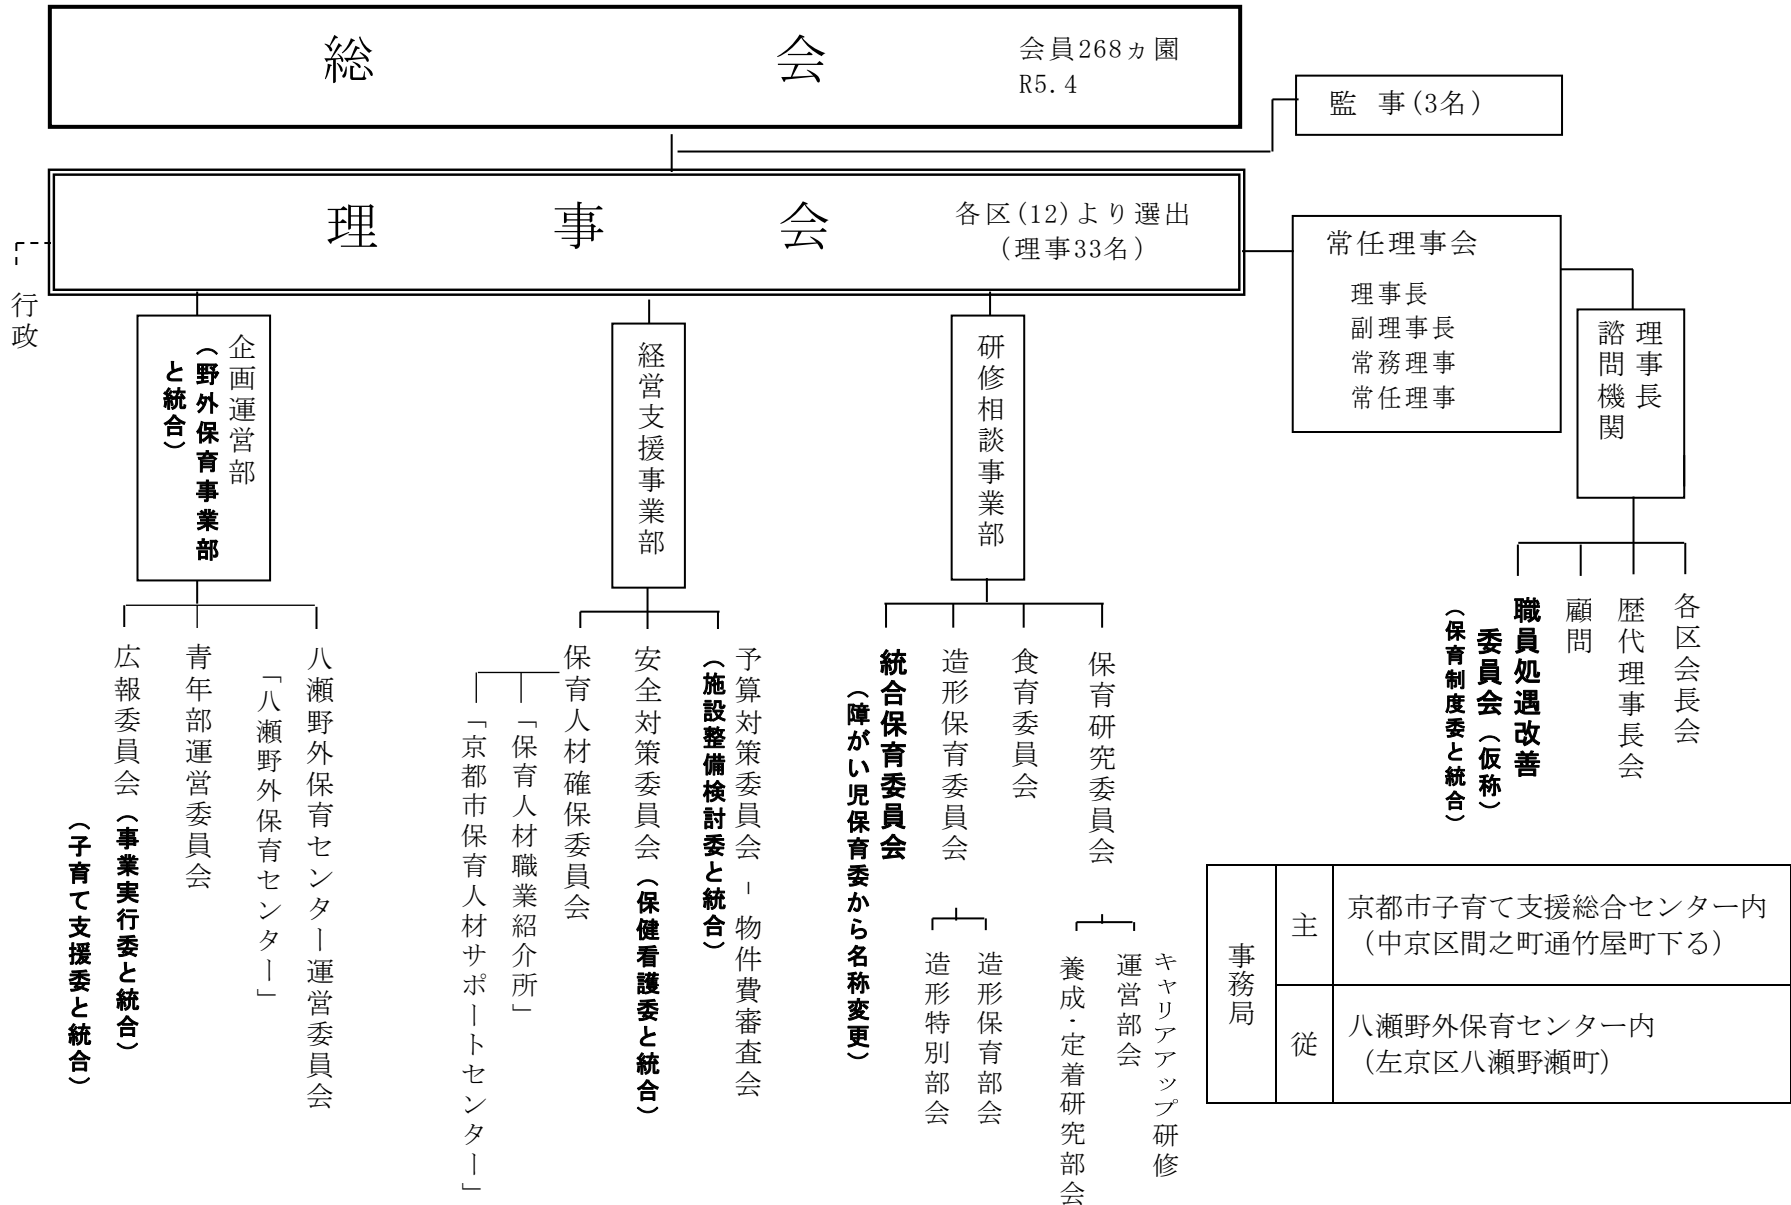 総会
会員268ヵ園
R5.4
監 事(3名)
理事会
各区(12)より選出
(理事33名)
行政
常任理事会
理事長
副理事長
常務理事
常任理事
理事長
諮問機関
企画運営部
（野外保育事業部
と統合）
経営支援事業部
研修相談事業部
各区会長会
歴代理事長会
顧問
職員処遇改善
委員会（仮称）
（保育制度委と統合）
八瀬野外保育センター運営委員会
「八瀬野外保育センター」
青年部運営委員会
広報委員会（事業実行委と統合）
（子育て支援委と統合）
予算対策委員会 - 物件費審査会
（施設整備検討委と統合）
安全対策委員会（保健看護委と統合）
保育人材確保委員会
「保育人材職業紹介所」
「京都市保育人材サポートセンター」
保育研究委員会
キャリアアップ研修
運営部会
養成・定着研究部会
食育委員会
造形保育委員会
造形保育部会
造形特別部会
統合保育委員会
（障がい児保育委から名称変更）
事務局
主
京都市子育て支援総合センター内
（中京区間之町通竹屋町下る）
従
八瀬野外保育センター内
（左京区八瀬野瀬町）